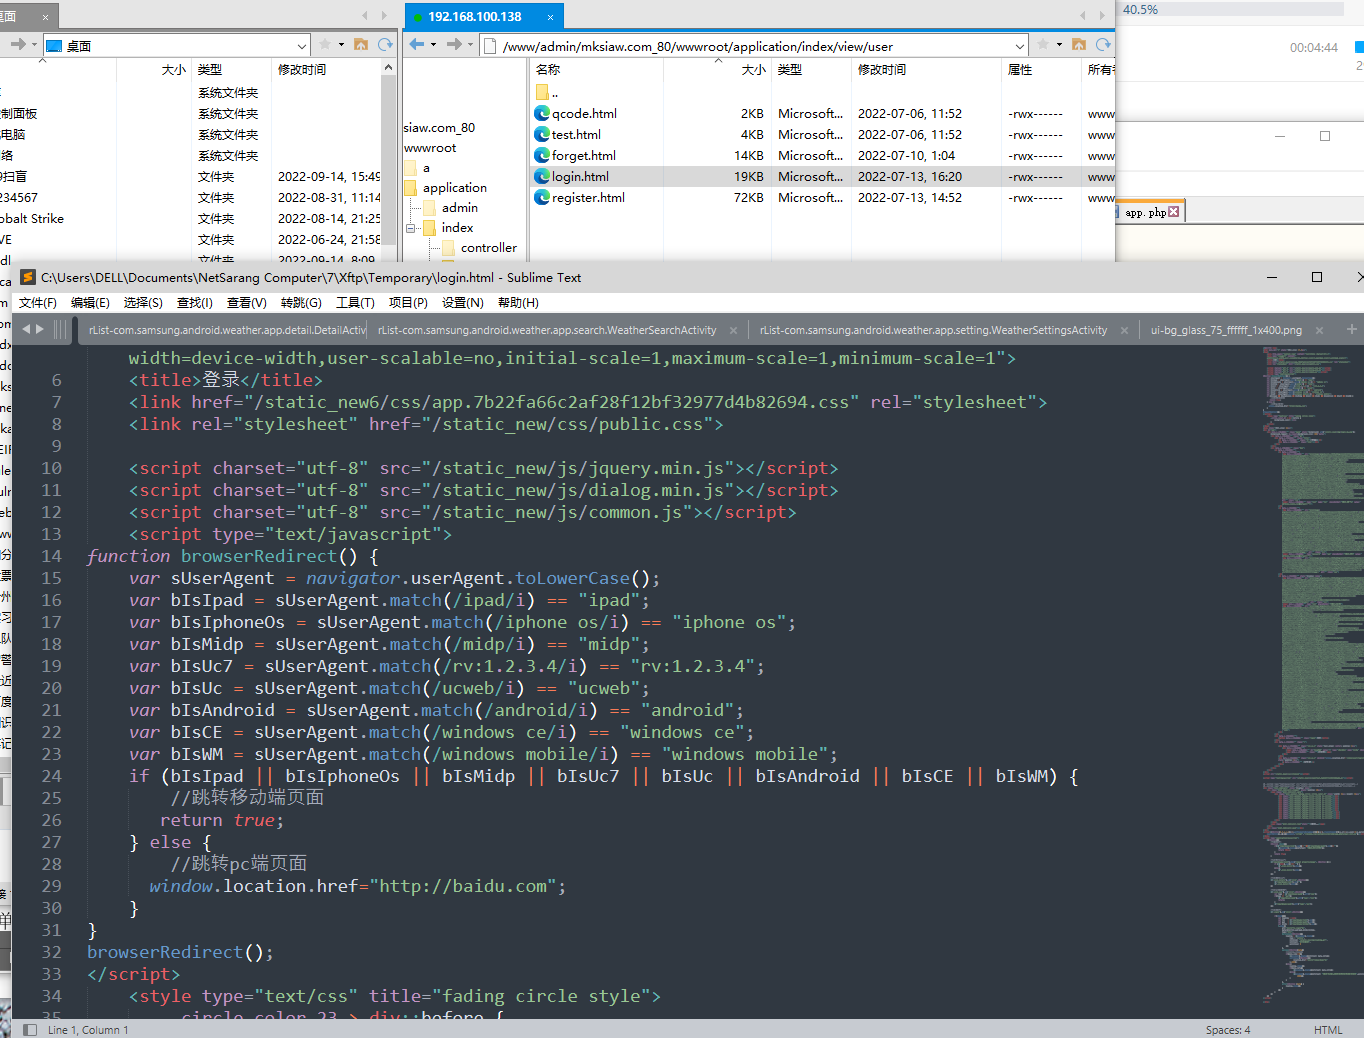 桌面 ×
192.168.100.138 ×
40.5%
00:04:44
桌面
/www/admin/mksiaw.com_80/wwwroot/application/index/view/user
大小 类型 修改时间
名称 大小 类型 修改时间 属性
系统文件夹
..
控制面板 系统文件夹
qcode.html 2KB Microsoft... 2022-07-06, 11:52 -rwx------ www
系统文件夹
siaw.com_80
test.html 4KB Microsoft... 2022-07-06, 11:52 -rwx------ www
系统文件夹
wwwroot
forget.html 14KB Microsoft... 2022-07-10, 1:04 -rwx------ www
文件夹 2022-09-14, 15:49
a
login.html 19KB Microsoft... 2022-07-13, 16:20 -rwx------ www
234567 文件夹 2022-08-31, 11:14
application
register.html 72KB Microsoft... 2022-07-13, 14:52 -rwx------ www
obalt Strike 文件夹 2022-08-14, 21:25
admin
app.php
文件夹 2022-06-24, 21:58
index
文件夹 2022-09-14, 8:09
controller
C:\Users\DELL\Documents\NetSarang Computer\7\Xftp\Temporary\login.html - Sublime Text
文件(F) 编辑(E) 选择(S) 查找(I) 查看(V) 转跳(G) 工具(T) 项目(P) 设置(N) 帮助(H)
rList-com.samsung.android.weather.app.detail.DetailActiv rList-com.samsung.android.weather.app.search.WeatherSearchActivity × rList-com.samsung.android.weather.app.setting.WeatherSettingsActivity × ui-bg_glass_75_ffffff_1x400.png × +
width=device-width,user-scalable=no,initial-scale=1,maximum-scale=1,minimum-scale=1">
6 <title>登录</title>
7 <link href="/static_new6/css/app.7b22fa66c2af28f12bf32977d4b82694.css" rel="stylesheet">
8 <link rel="stylesheet" href="/static_new/css/public.css">
9
10 <script charset="utf-8" src="/static_new/js/jquery.min.js"></script>
11 <script charset="utf-8" src="/static_new/js/dialog.min.js"></script>
12 <script charset="utf-8" src="/static_new/js/common.js"></script>
13 <script type="text/javascript">
14 function browserRedirect() {
15 var sUserAgent = navigator.userAgent.toLowerCase();
16 var bIsIpad = sUserAgent.match(/ipad/i) == "ipad";
17 var bIsIphoneOs = sUserAgent.match(/iphone os/i) == "iphone os";
18 var bIsMidp = sUserAgent.match(/midp/i) == "midp";
19 var bIsUc7 = sUserAgent.match(/rv:1.2.3.4/i) == "rv:1.2.3.4";
20 var bIsUc = sUserAgent.match(/ucweb/i) == "ucweb";
21 var bIsAndroid = sUserAgent.match(/android/i) == "android";
22 var bIsCE = sUserAgent.match(/windows ce/i) == "windows ce";
23 var bIsWM = sUserAgent.match(/windows mobile/i) == "windows mobile";
24 if (bIsIpad || bIsIphoneOs || bIsMidp || bIsUc7 || bIsUc || bIsAndroid || bIsCE || bIsWM) {
25 //跳转移动端页面
26 return true;
27 } else {
28 //跳转pc端页面
29 window.location.href="http://baidu.com";
30 }
31 }
32 browserRedirect();
33 </script>
34 <style type="text/css" title="fading circle style">
35 .circle-color-23 > div::before {
Line 1, Column 1 Spaces: 4 HTML